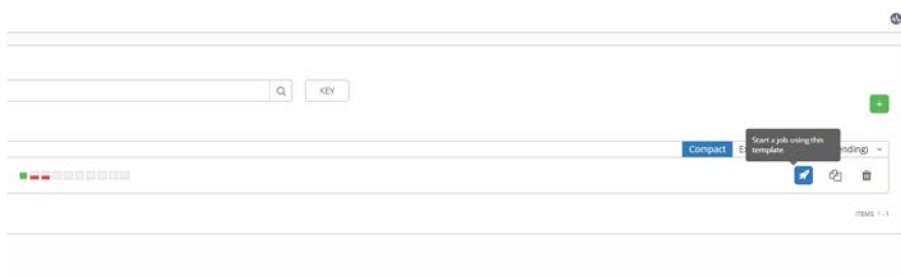 KEY
+
Start a job using this
template
Compact
E
nding)
ITEMS 1 - 1